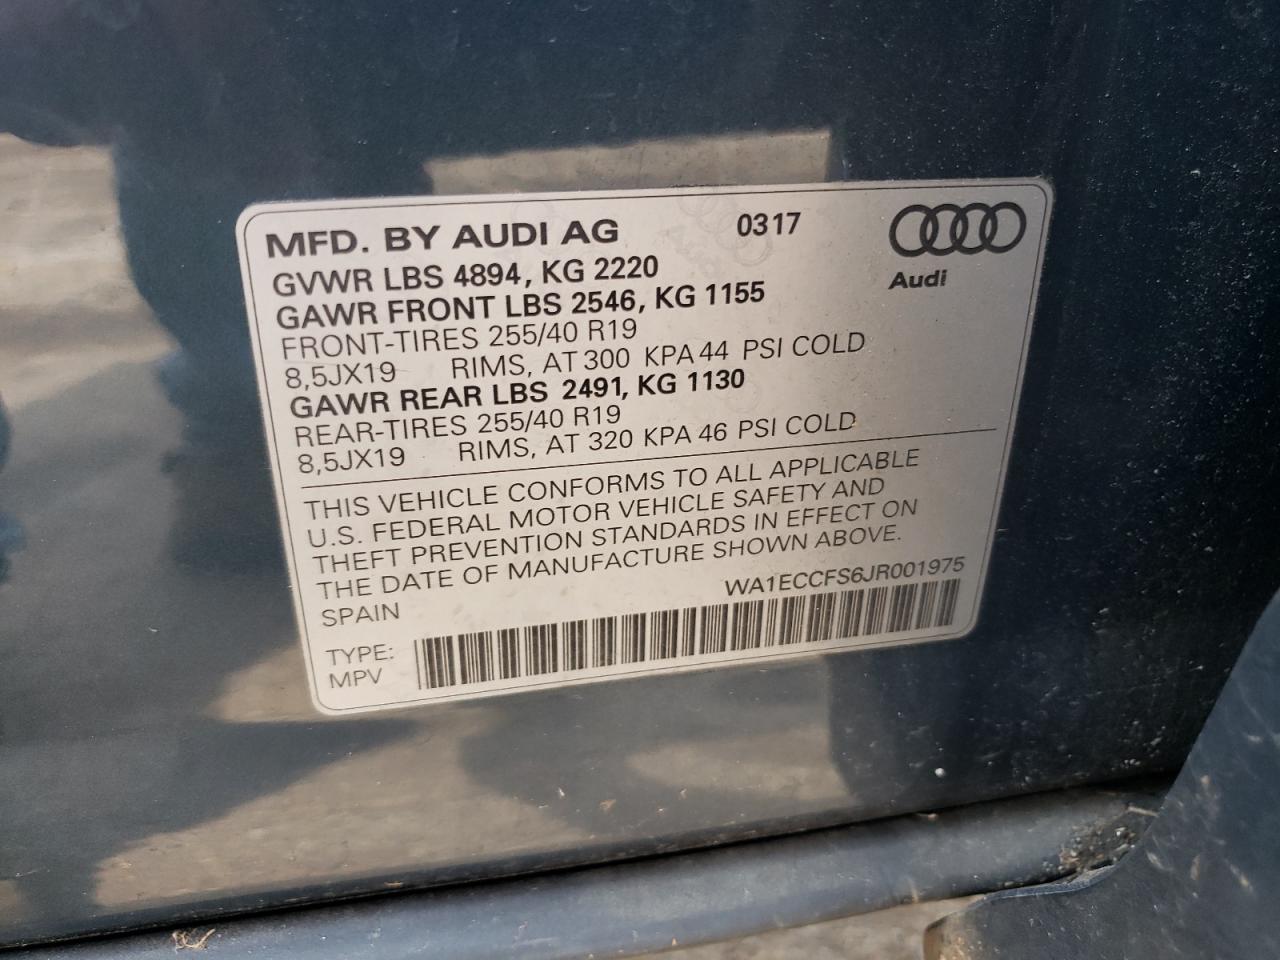 MFD. BY AUDI AG 0317
Audi
GVWR LBS 4894, KG 2220
GAWR FRONT LBS 2546, KG 1155
FRONT-TIRES 255/40 R19
8,5JX19 RIMS, AT 300 KPA 44 PSI COLD
GAWR REAR LBS 2491, KG 1130
REAR-TIRES 255/40 R19
8,5JX19 RIMS, AT 320 KPA 46 PSI COLD
THIS VEHICLE CONFORMS TO ALL APPLICABLE
U.S. FEDERAL MOTOR VEHICLE SAFETY AND
THEFT PREVENTION STANDARDS IN EFFECT ON
THE DATE OF MANUFACTURE SHOWN ABOVE.
SPAIN WA1ECCFS6JR001975
TYPE:
MPV